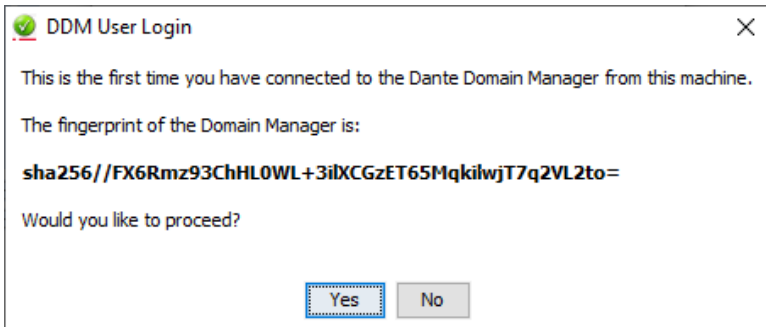 DDM User Login
This is the first time you have connected to the Dante Domain Manager from this machine.
The fingerprint of the Domain Manager is:
sha256//FX6Rmz93ChHL0WL+3ilXCGzET65MqkilwjT7q2VL2to=
Would you like to proceed?
Yes No